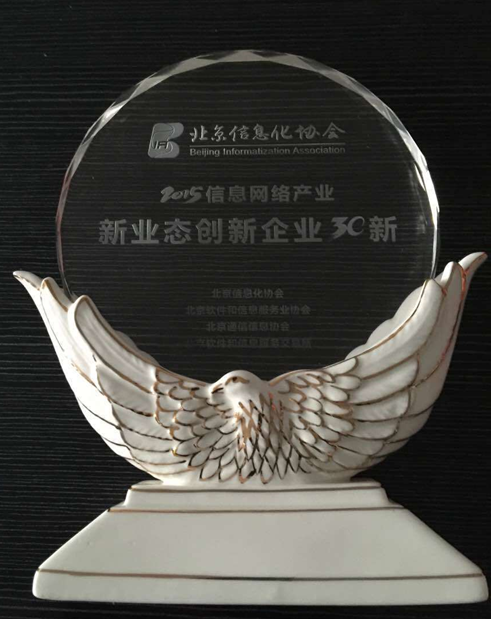 北京信息化协会
Beijing Informatization Association
2015信息网络产业
新业态创新企业30新
北京信息化协会
北京软件和信息服务业协会
北京通信信息协会